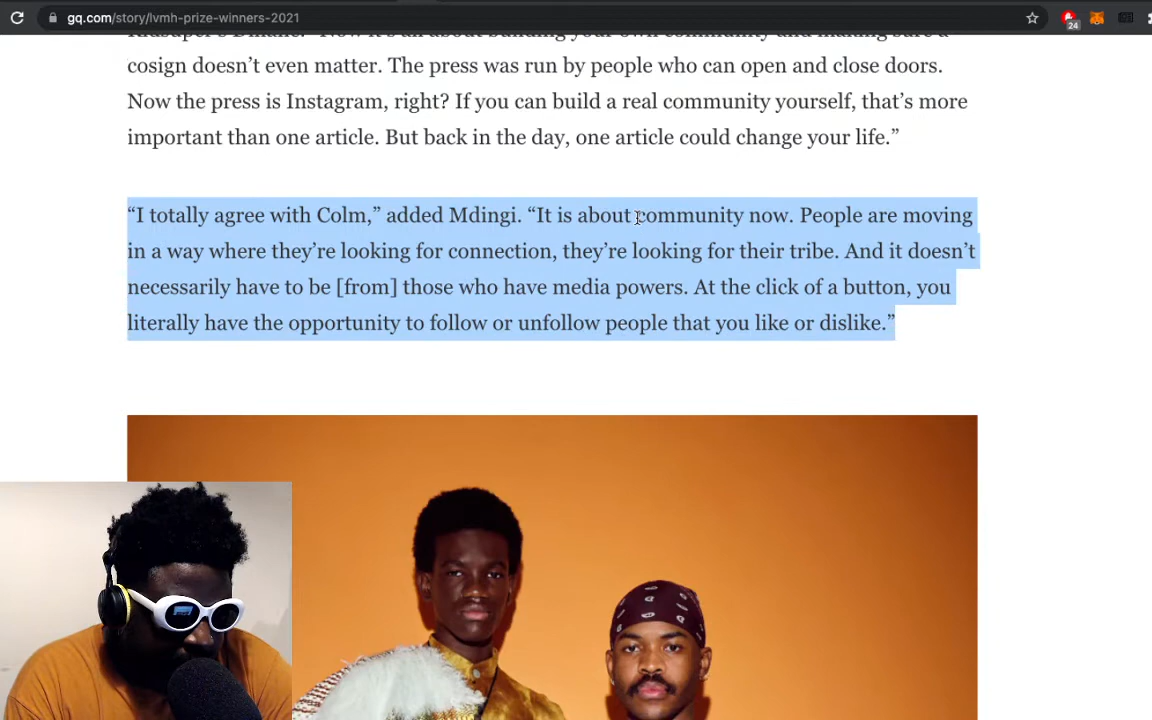 gq.com/story/lvmh-prize-winners-2021
24
cosign doesn’t even matter. The press was run by people who can open and close doors.
Now the press is Instagram, right? If you can build a real community yourself, that’s more
important than one article. But back in the day, one article could change your life.”
“I totally agree with Colm,” added Mdingi. “It is about community now. People are moving
in a way where they’re looking for connection, they’re looking for their tribe. And it doesn’t
necessarily have to be [from] those who have media powers. At the click of a button, you
literally have the opportunity to follow or unfollow people that you like or dislike.”